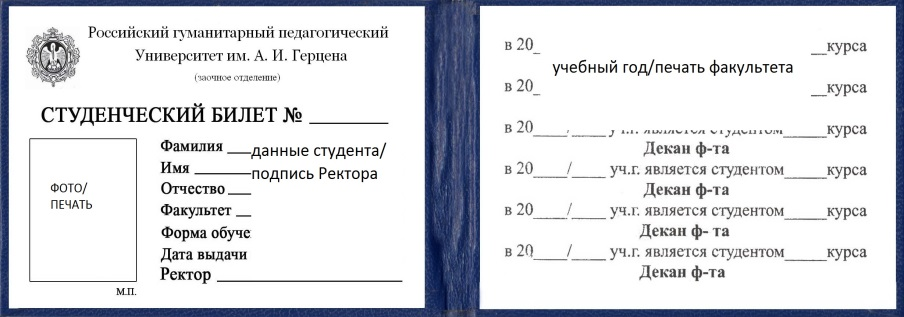 Российский гуманитарный педагогический
Университет им. А. И. Герцена
(заочное отделение)
СТУДЕНЧЕСКИЙ БИЛЕТ № ________
ФОТО/
ПЕЧАТЬ
Фамилия ___данные студента/
Имя ______подпись Ректора
Отчество ___
Факультет __
Форма обуче
Дата выдачи
Ректор ________________
М.П.
в 20_ __курса
учебный год/печать факультета
в 20_ __курса
в 20____/____ уч.г. является студентом_____курса
Декан ф-та
в 20____/____ уч.г. является студентом_____курса
Декан ф-та
в 20____/____ уч.г. является студентом_____курса
Декан ф- та
в 20____/____ уч.г. является студентом_____курса
Декан ф-та